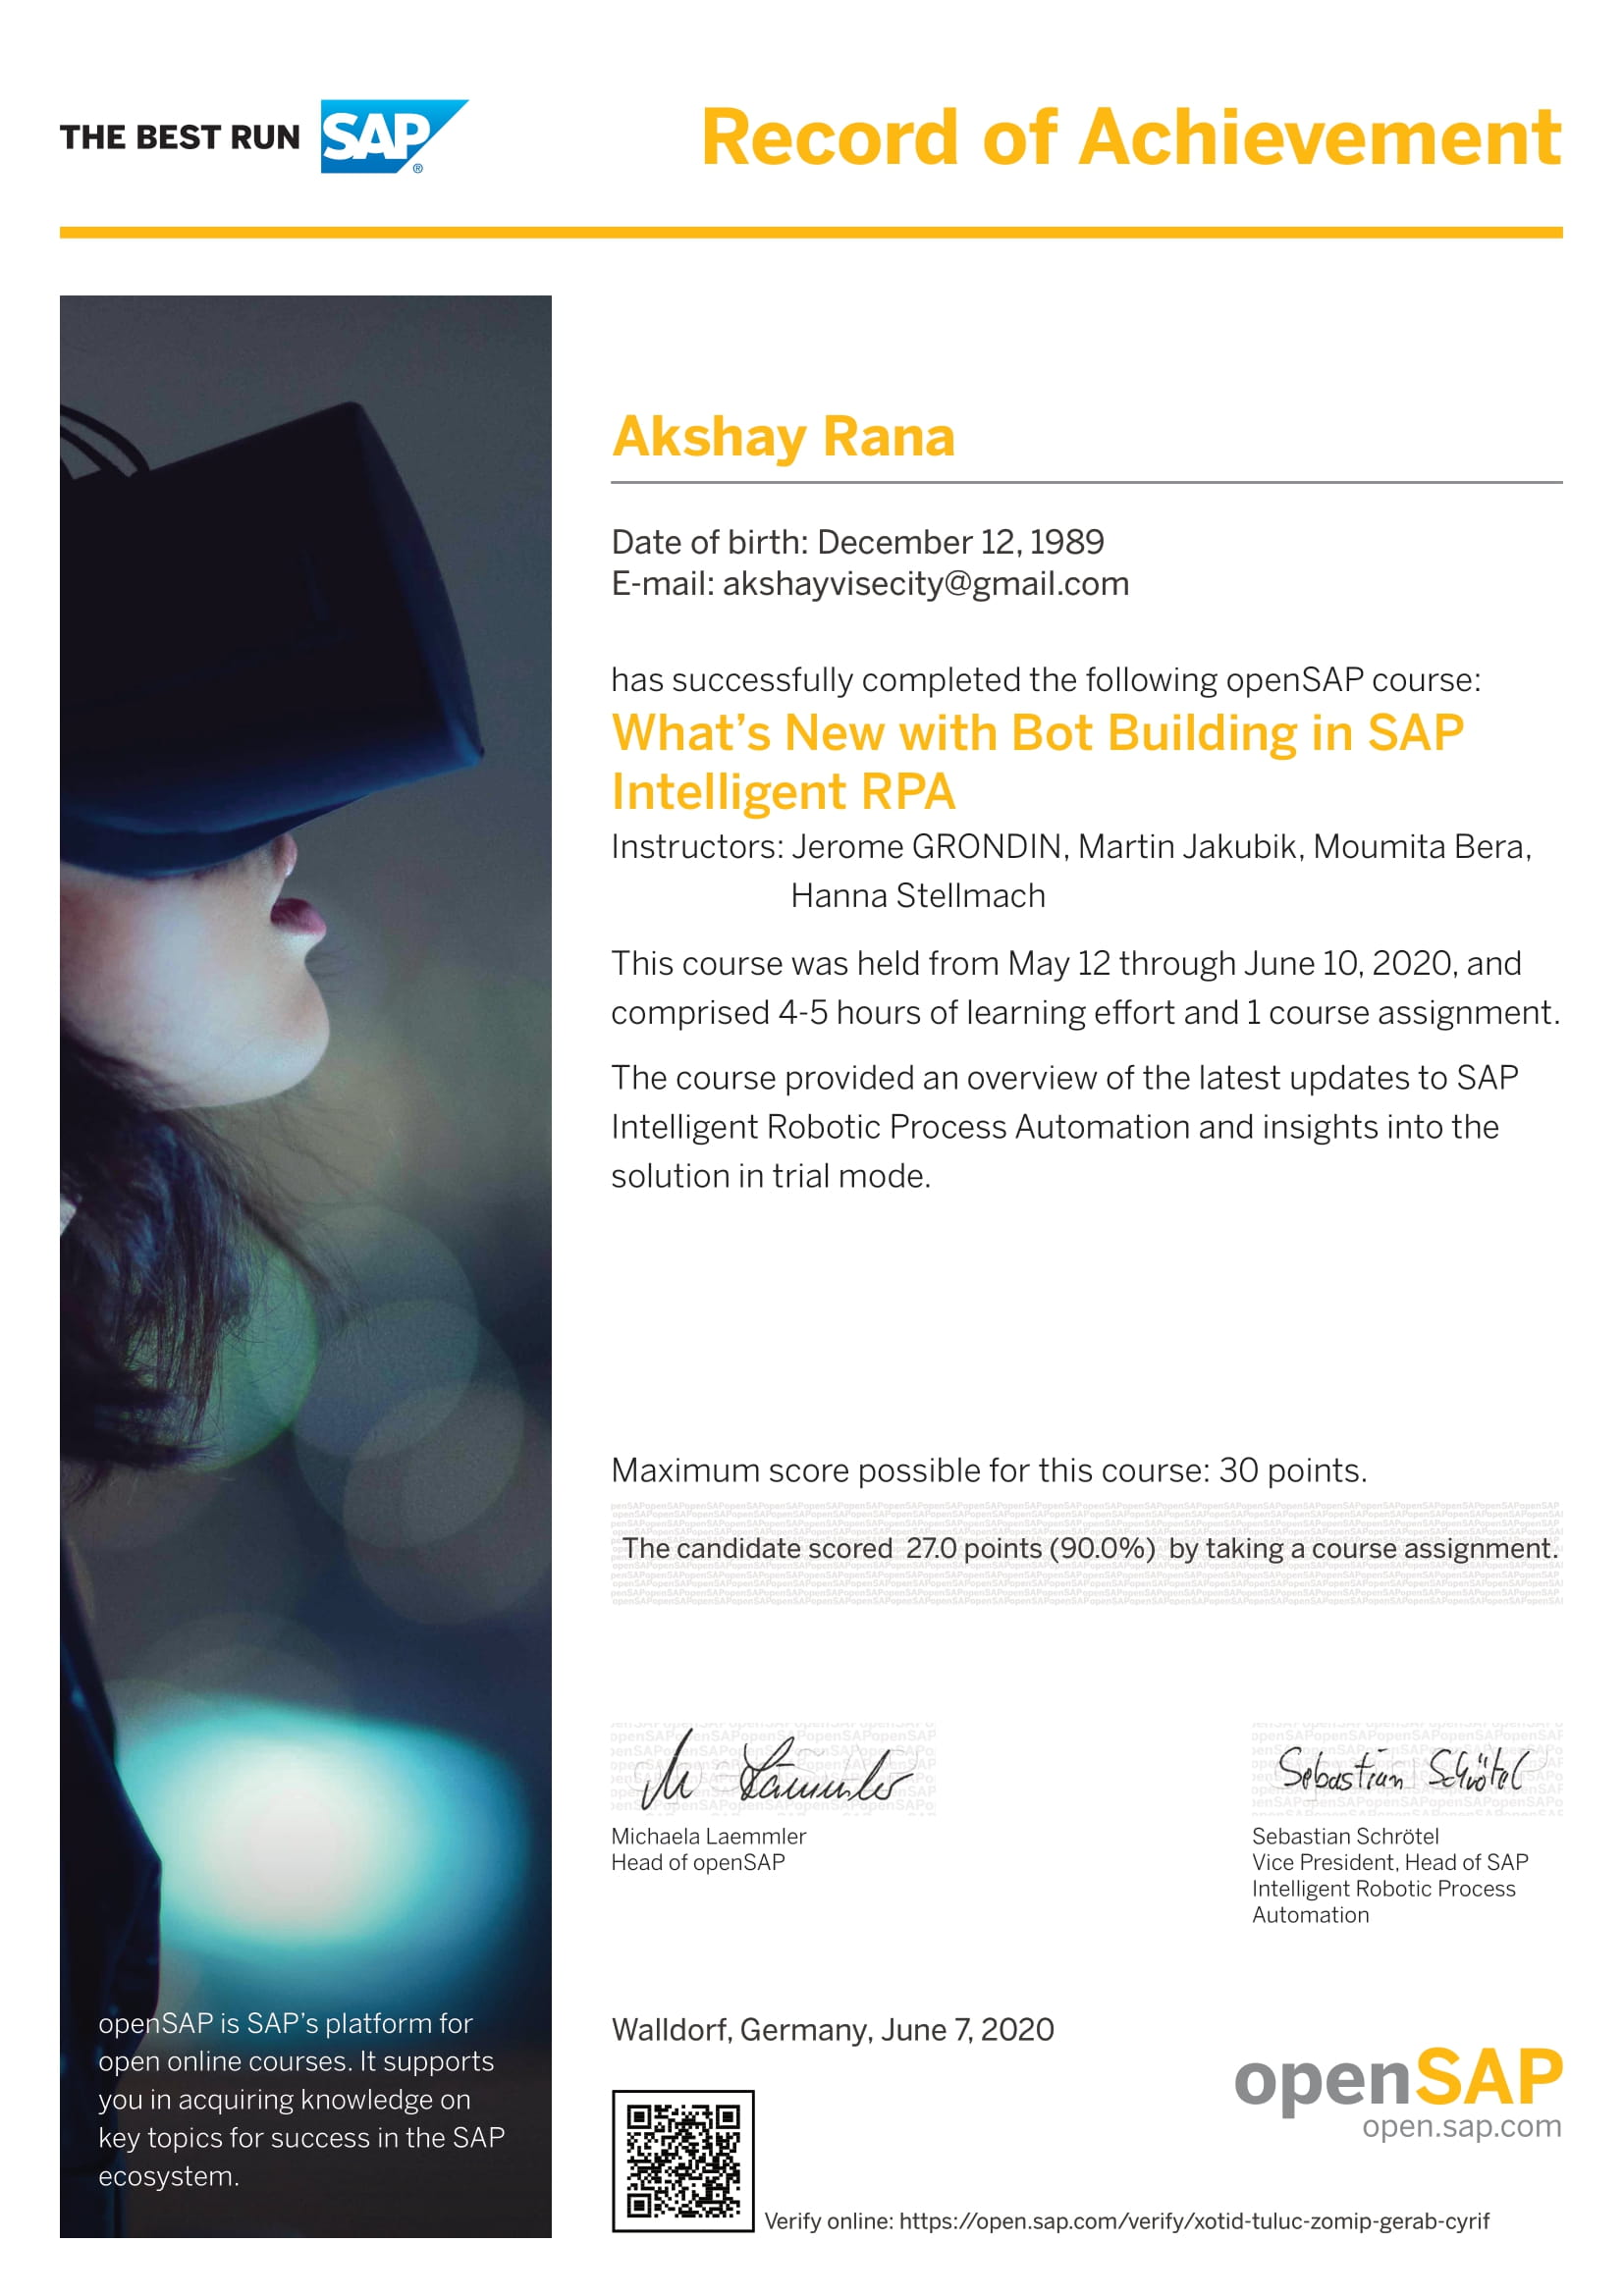 THE BEST RUN SAP
Record of Achievement
Akshay Rana
Date of birth: December 12, 1989
E-mail: akshayvisecity@gmail.com
has successfully completed the following openSAP course:
What's New with Bot Building in SAP
Intelligent RPA
Instructors: Jerome GRONDIN, Martin Jakubik, Moumita Bera,
Hanna Stellmach
This course was held from May 12 through June 10, 2020, and
comprised 4-5 hours of learning effort and 1 course assignment.
The course provided an overview of the latest updates to SAP
Intelligent Robotic Process Automation and insights into the
solution in trial mode.
Maximum score possible for this course: 30 points.
The candidate scored 27.0 points (90.0%) by taking a course assignment.
M Lämmler
Michaela Laemmler
Head of openSAP
Sebastian Schrötel
Sebastian Schrötel
Vice President, Head of SAP
Intelligent Robotic Process
Automation
openSAP is SAP's platform for
open online courses. It supports
you in acquiring knowledge on
key topics for success in the SAP
ecosystem.
Walldorf, Germany, June 7, 2020
openSAP
open.sap.com
Verify online: https://open.sap.com/verify/xotid-tuluc-zomip-gerab-cyrif